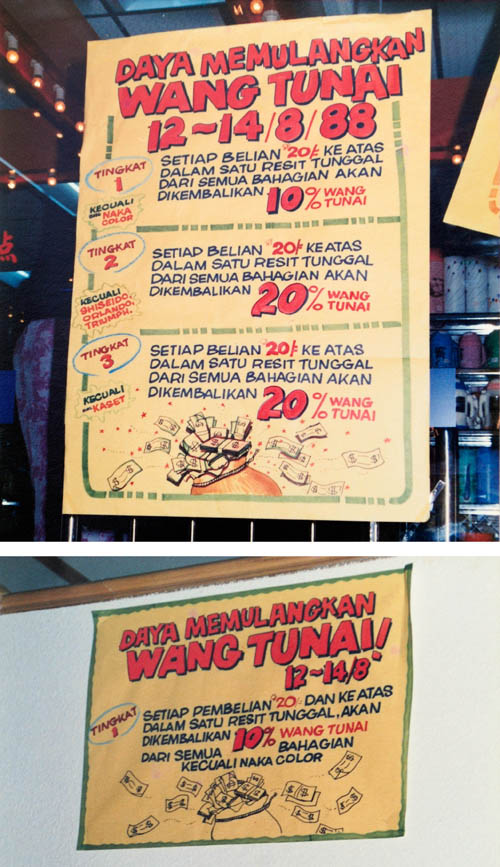 DAYA MEMULANGKAN
WANG TUNAI
12~14/8/88
TINGKAT
1
SETIAP BELIAN $20/- KE ATAS
DALAM SATU RESIT TUNGGAL
DARI SEMUA BAHAGIAN AKAN
DIKEMBALIKAN 10% WANG TUNAI
KECUALI
NAKA
COLOR
TINGKAT
2
SETIAP BELIAN $20/- KE ATAS
DALAM SATU RESIT TUNGGAL
DARI SEMUA BAHAGIAN AKAN
DIKEMBALIKAN 20% WANG TUNAI
KECUALI
SHISEIDO,
ORLANDO,
TRIUMPH.
TINGKAT
3
SETIAP BELIAN $20/- KE ATAS
DALAM SATU RESIT TUNGGAL
DARI SEMUA BAHAGIAN AKAN
DIKEMBALIKAN 20% WANG TUNAI
KECUALI
KASET
点
DAYA MEMULANGKAN
WANG TUNAI!
12~14/8
TINGKAT
1
SETIAP PEMBELIAN $20/- DAN KE ATAS
DALAM SATU RESIT TUNGGAL, AKAN
DIKEMBALIKAN 10% WANG TUNAI
DARI SEMUA BAHAGIAN
KECUALI NAKA COLOR